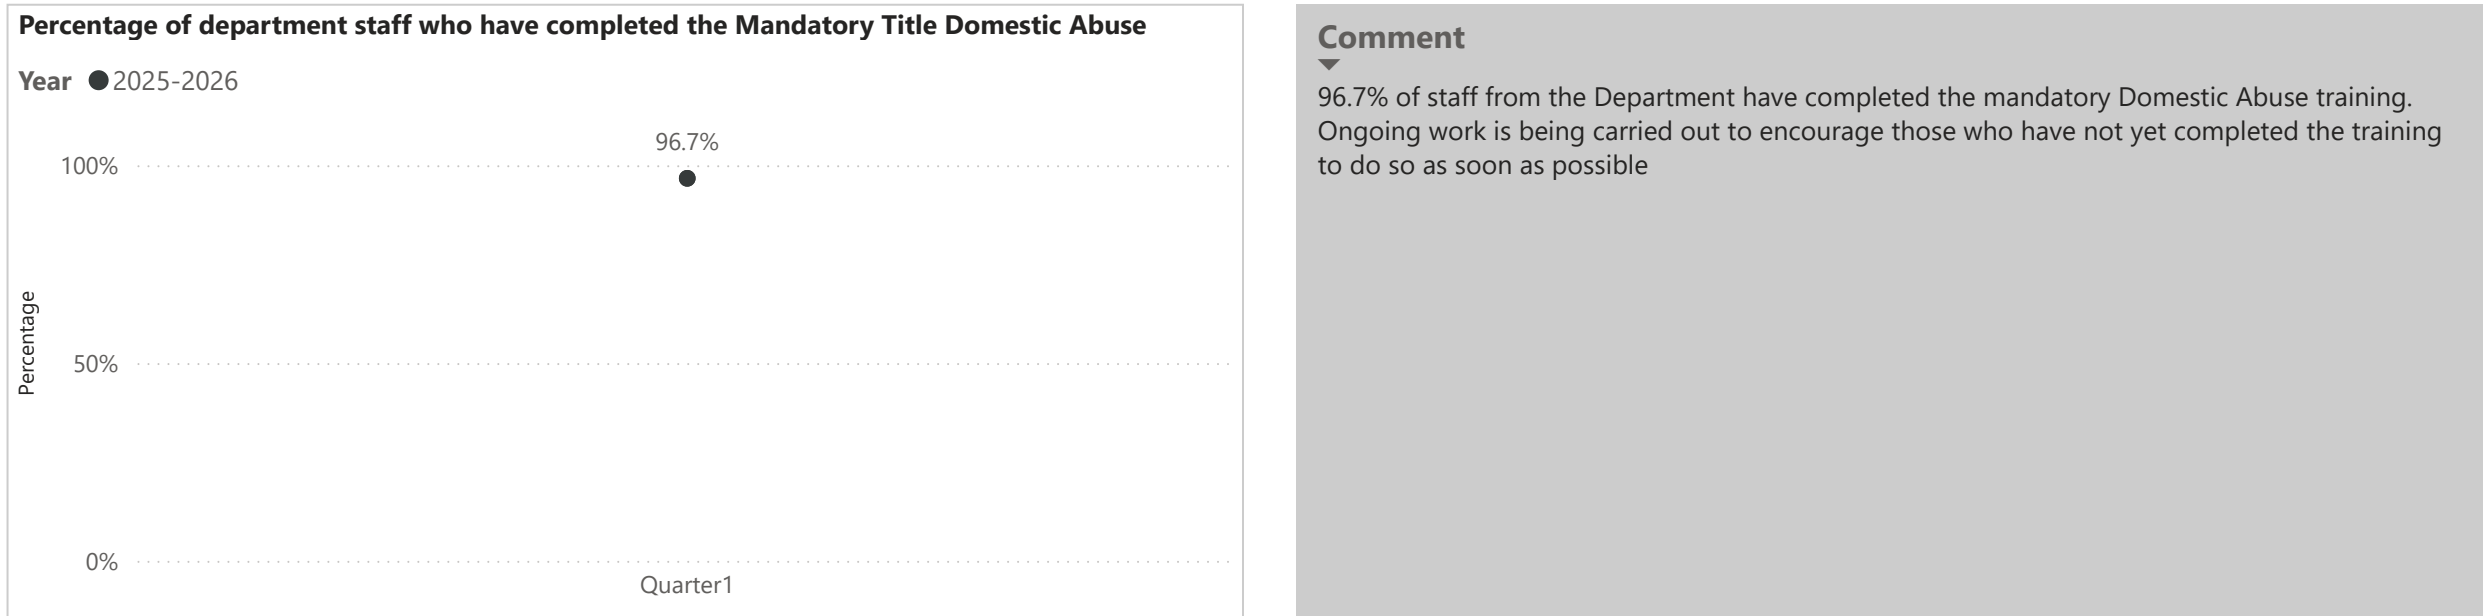 Percentage of department staff who have completed the Mandatory Title Domestic Abuse
Year 2025-2026
96.7%
100%
Percentage
50%
0%
Quarter1
Comment
96.7% of staff from the Department have completed the mandatory Domestic Abuse training.
Ongoing work is being carried out to encourage those who have not yet completed the training
to do so as soon as possible